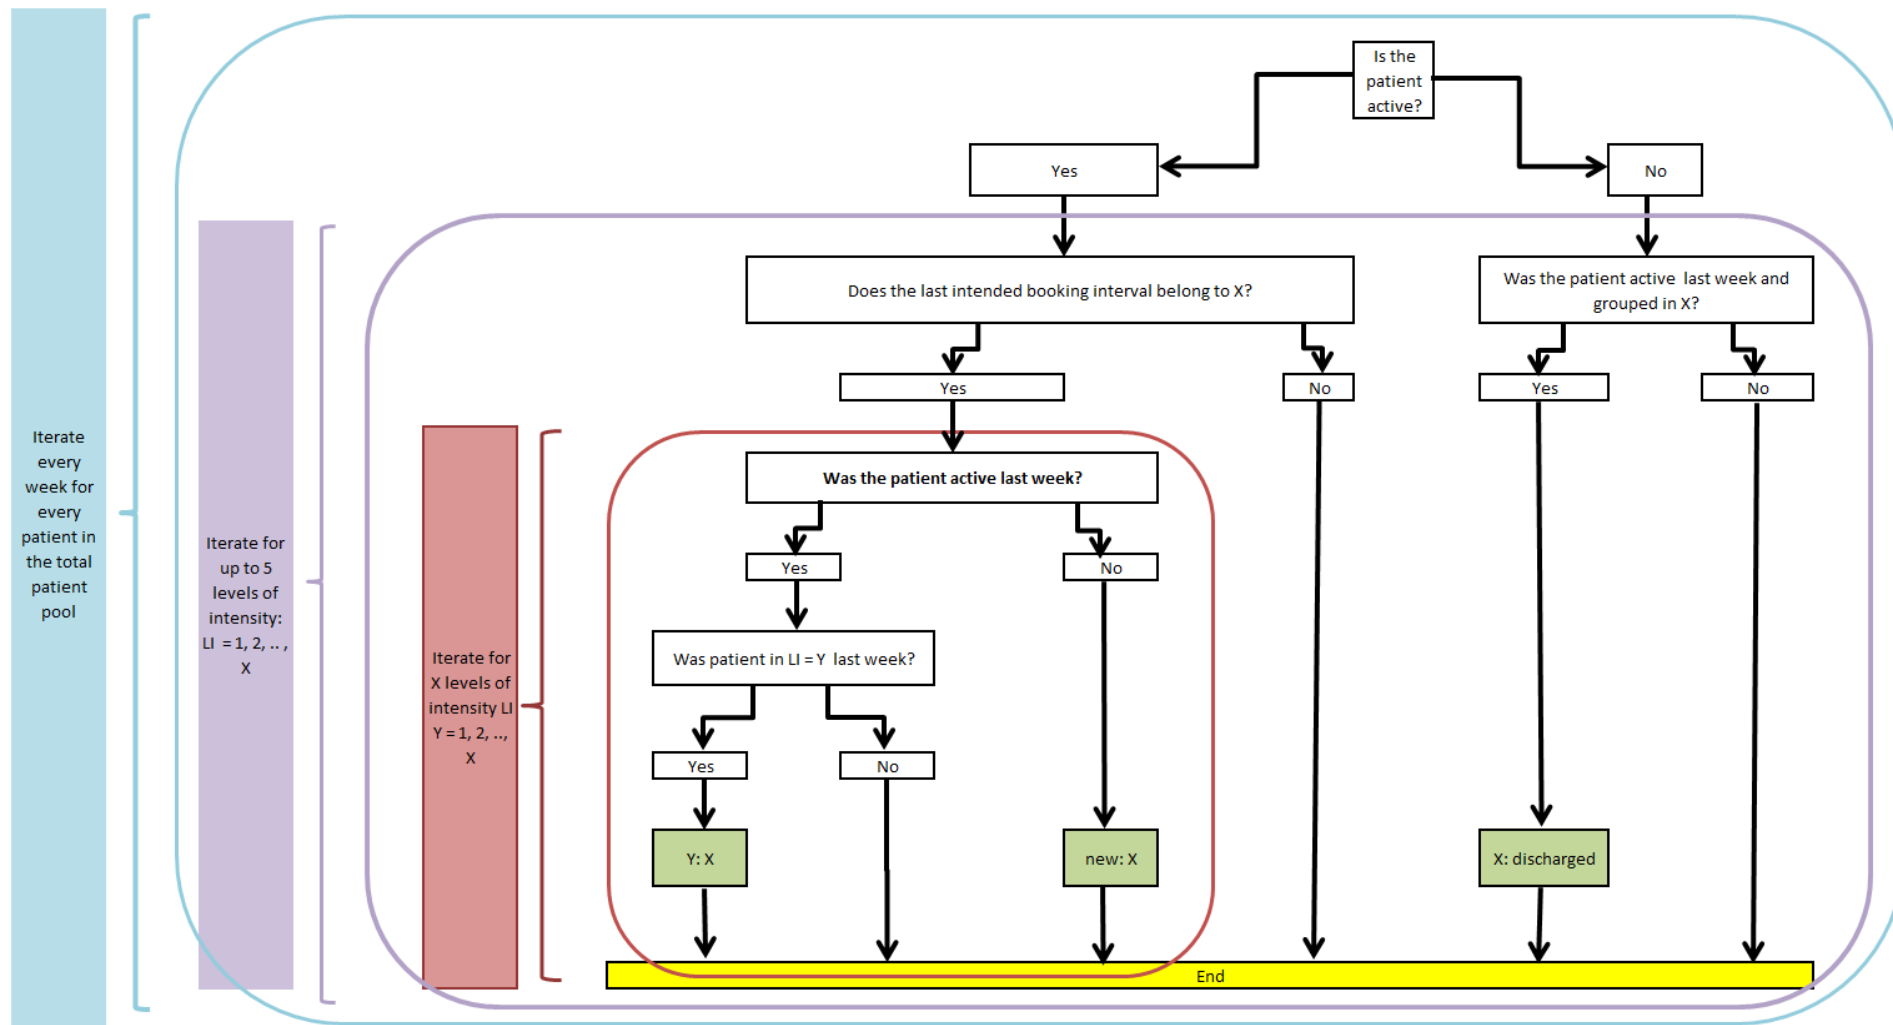 Is the
patient
active?
Yes
No
Does the last intended booking interval belong to X?
Was the patient active  last week and
grouped in X?
Yes
No
Yes
No
Iterate
every
week for
every
patient in
the total
patient
pool
Iterate for
up to 5
levels of
intensity:
LI  = 1, 2, .. ,
X
Iterate for
X levels of
intensity LI
Y = 1, 2, ..,
X
Was the patient active last week?
Yes
No
Was patient in LI = Y  last week?
Yes
No
Y: X
new: X
X: discharged
End